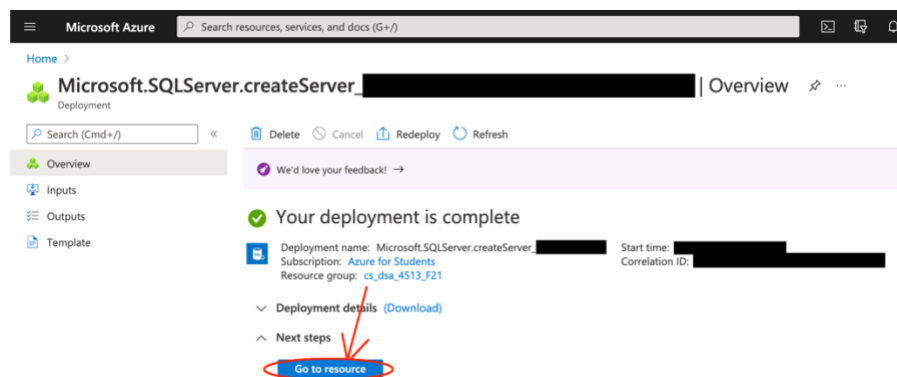 Microsoft Azure
Search resources, services, and docs (G+/)
Home >
Microsoft.SQLServer.createServer_ | Overview
Deployment
Search (Cmd+/)
Delete Cancel Redeploy Refresh
Overview
We'd love your feedback! →
Inputs
Outputs
Template
Your deployment is complete
Deployment name: Microsoft.SQLServer.createServer_
Subscription: Azure for Students
Resource group: cs_dsa_4513_F21
Start time:
Correlation ID:
Deployment details (Download)
Next steps
Go to resource